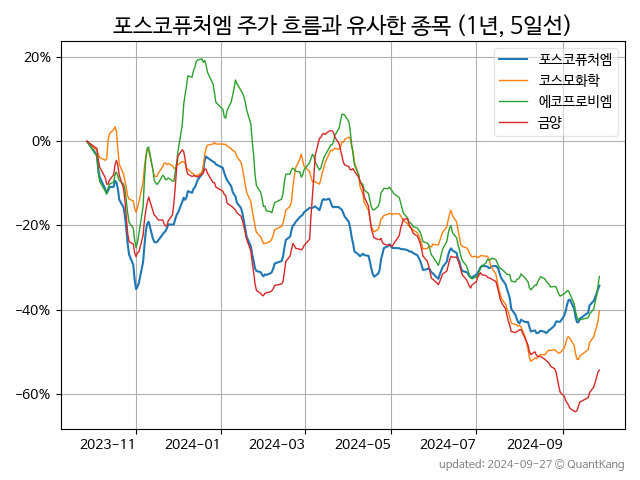 포스코퓨처엠 주가 흐름과 유사한 종목 (1년, 5일선)
포스코퓨처엠
코스모화학
에코프로비엠
금양
20%
0%
−20%
−40%
−60%
2023−11
2024−01
2024−03
2024−05
2024−07
2024−09
updated: 2024−09−27 © QuantKang